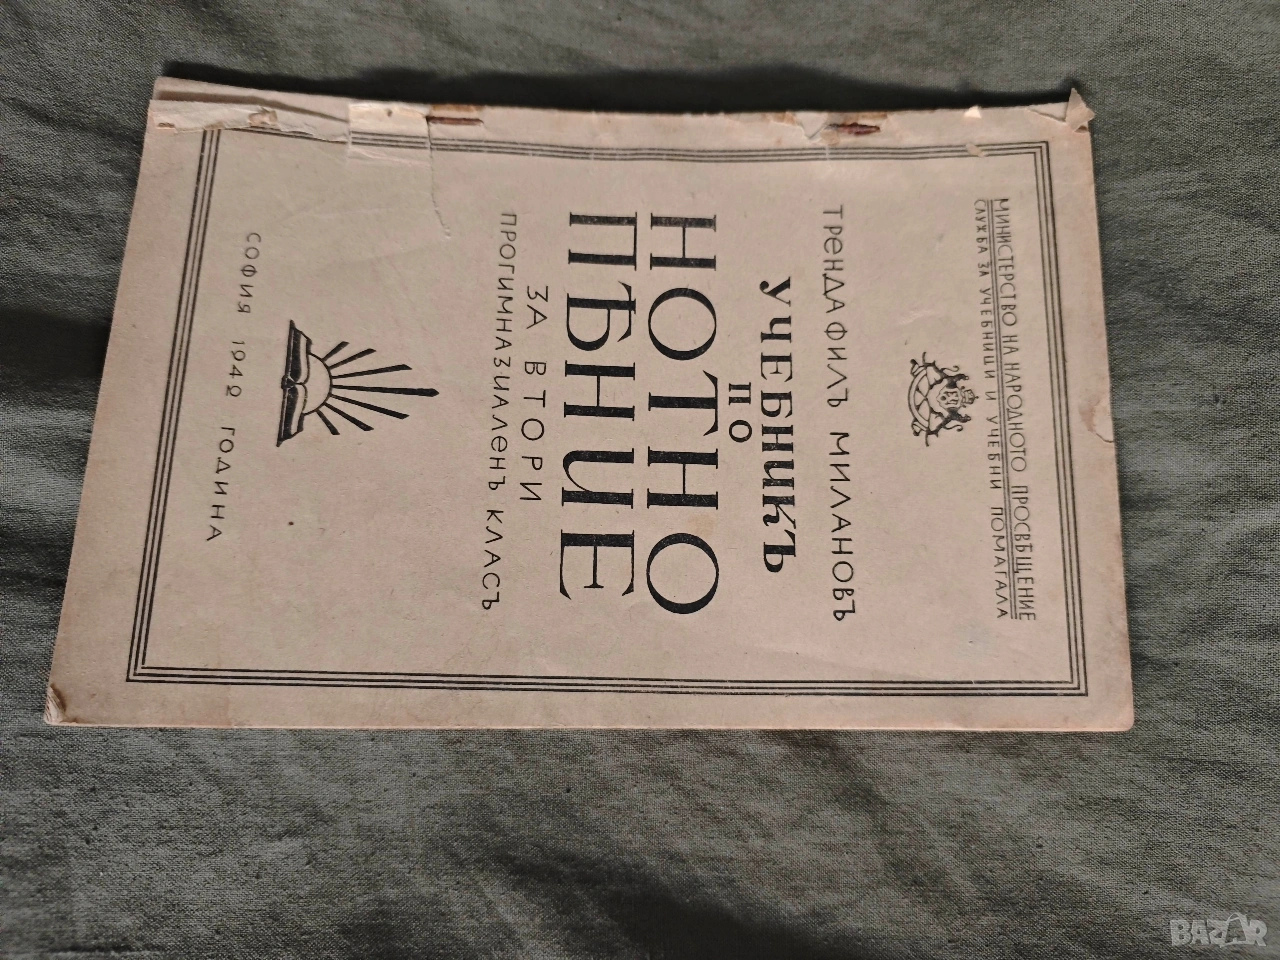 МИНИСТЕРСТВО НА НАРОДНОТО ПРОСВѢЩЕНИЕ
СЛУЖБА ЗА УЧЕБНИЦИ И УЧЕБНИ ПОМАГАЛА
ТРЕНДАФИЛЪ МИЛАНОВЪ
УЧЕБНИКЪ
ПО
НОТНО
ПѢНИЕ
ЗА ВТОРИ
ПРОГИМНАЗИАЛЕНЪ КЛАСЪ
СОФИЯ 1942 ГОДИНА
BAZAR